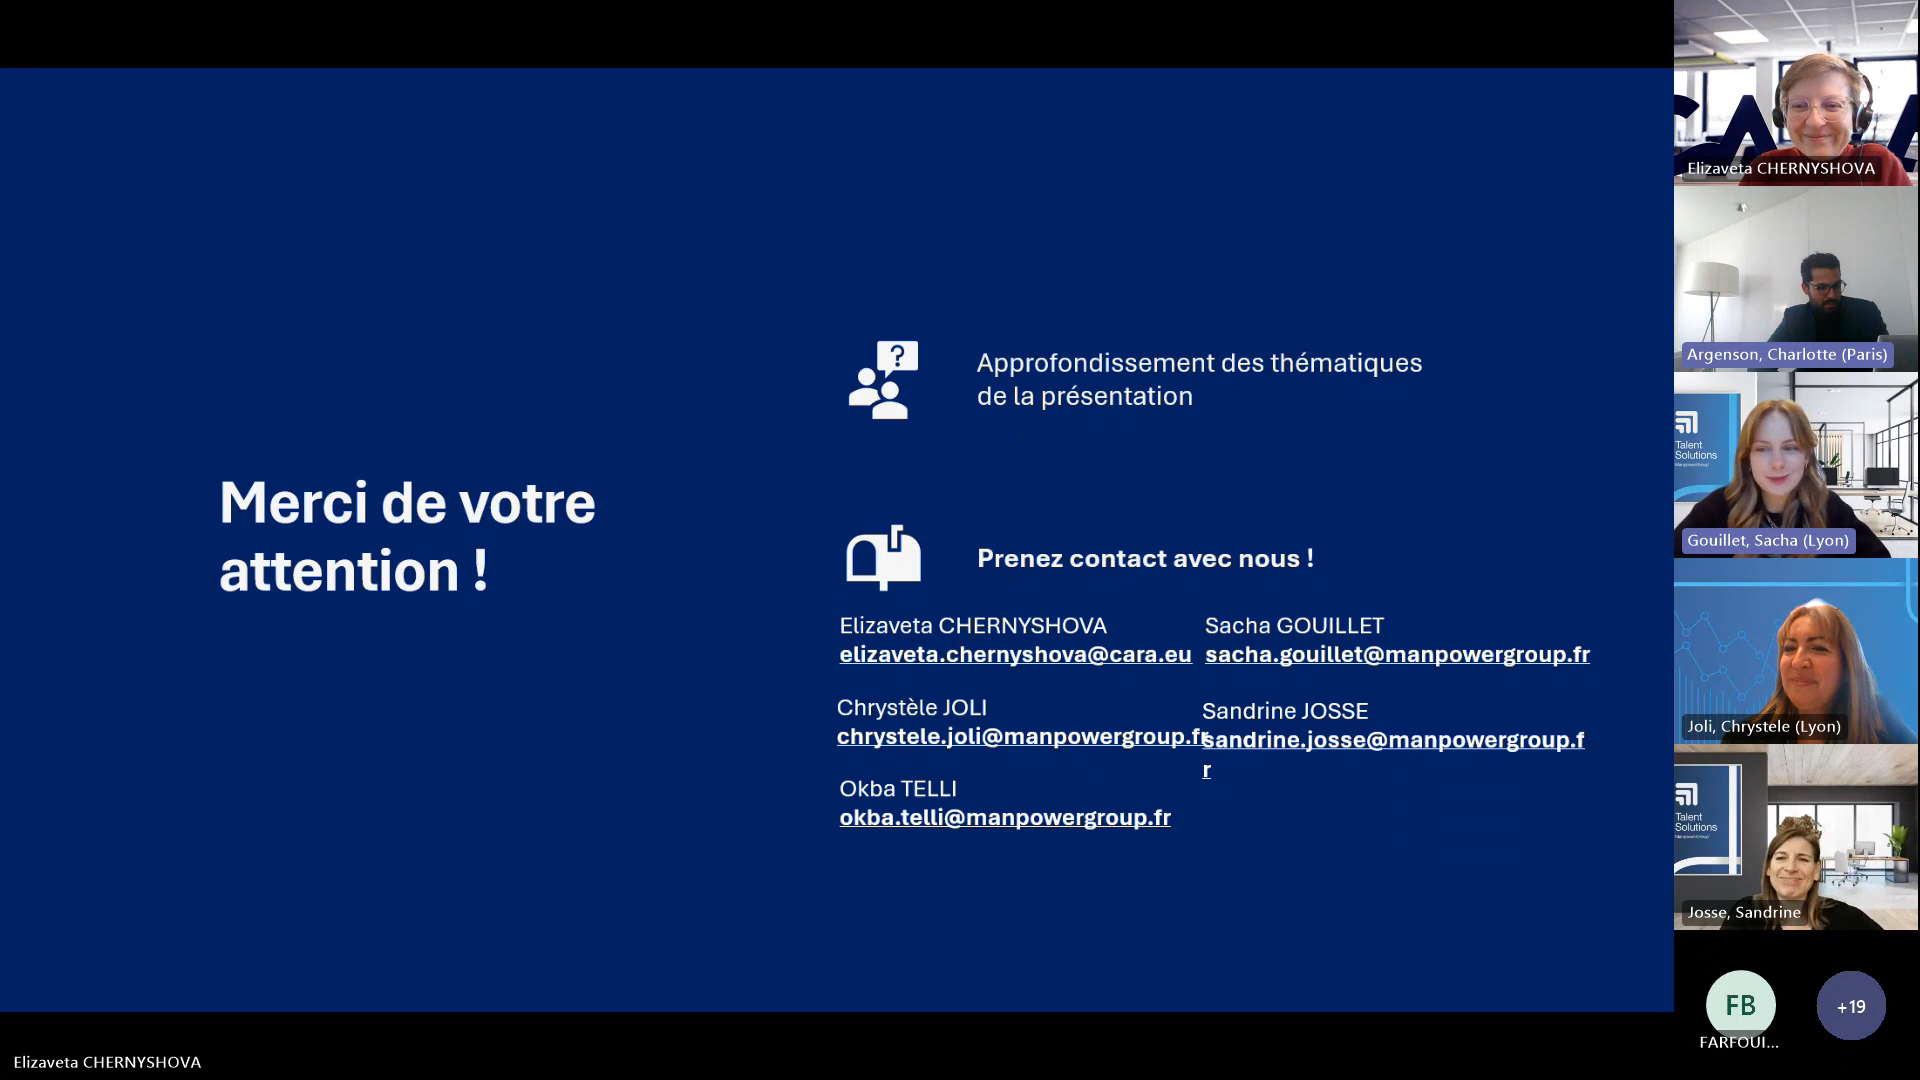 Merci de votre
attention !
?
Approfondissement des thématiques
de la présentation
Prenez contact avec nous !
Elizaveta CHERNYSHOVA
elizaveta.chernyshova@cara.eu
Sacha GOUILLET
sacha.gouillet@manpowergroup.fr
Chrystèle JOLI
chrystele.joli@manpowergroup.fr
Sandrine JOSSE
sandrine.josse@manpowergroup.f
r
Okba TELLI
okba.telli@manpowergroup.fr
CARA
Elizaveta CHERNYSHOVA
Argenson, Charlotte (Paris)
Talent
Solutions
ManpowerGroup
Gouillet, Sacha (Lyon)
Joli, Chrystele (Lyon)
Talent
Solutions
ManpowerGroup
Josse, Sandrine
FB
FARFOUI...
+19
Elizaveta CHERNYSHOVA